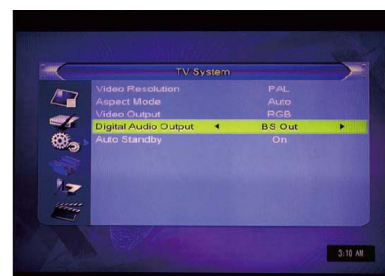 TV System
Video Resolution PAL
Aspect Mode Auto
Video Output RGB
Digital Audio Output BS Out
Auto Standby On
3:10 AM